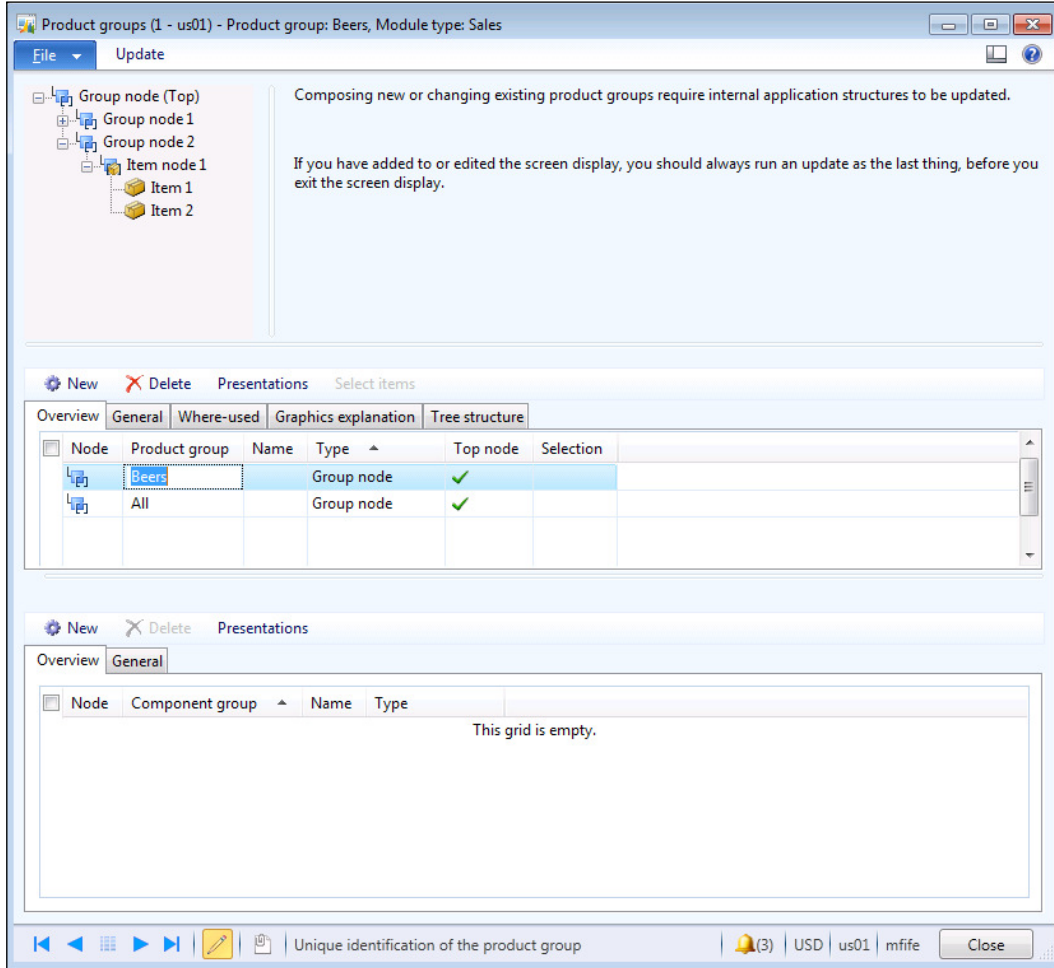 Product groups (1 - us01) - Product group: Beers, Module type: Sales
File Update
Group node (Top)
Group node 1
Group node 2
Item node 1
Item 1
Item 2
Composing new or changing existing product groups require internal application structures to be updated.
If you have added to or edited the screen display, you should always run an update as the last thing, before you
exit the screen display.
New Delete Presentations Select items
Overview General Where-used Graphics explanation Tree structure
Node Product group Name Type Top node Selection
Beers Group node
All Group node
New Delete Presentations
Overview General
Node Component group Name Type
This grid is empty.
Unique identification of the product group (3) USD us01 mfife Close